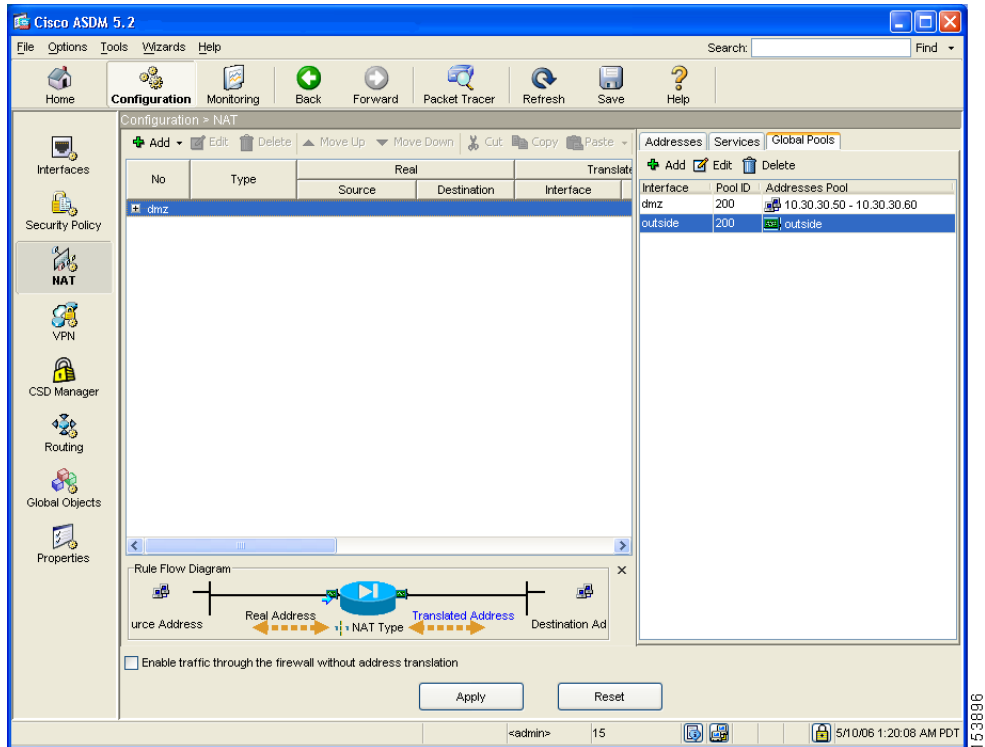 Cisco ASDM 5.2
File Options Tools Wizards Help Search: Find
Home Configuration Monitoring Back Forward Packet Tracer Refresh Save Help
Configuration > NAT
Add Edit Delete Move Up Move Down Cut Copy Paste
No Type Real Translate
Source Destination Interface
dmz
Interfaces
Security Policy
NAT
VPN
CSD Manager
Routing
Global Objects
Properties
Addresses Services Global Pools
Add Edit Delete
Interface Pool ID Addresses Pool
dmz 200 10.30.30.50 - 10.30.30.60
outside 200 outside
Rule Flow Diagram
urce Address Real Address NAT Type Translated Address Destination Ad
Enable traffic through the firewall without address translation
Apply Reset
<admin> 15 5/10/06 1:20:08 AM PDT
153896